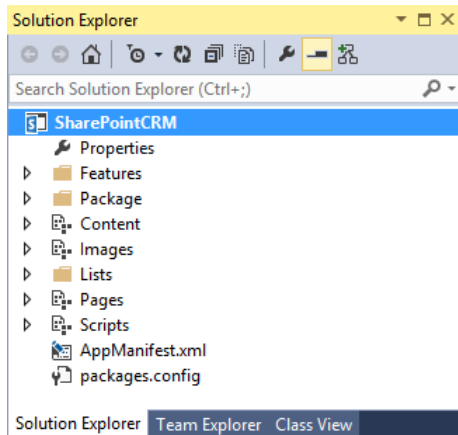 Solution Explorer
Search Solution Explorer (Ctrl+;)
SharePointCRM
Properties
Features
Package
Content
Images
Lists
Pages
Scripts
AppManifest.xml
packages.config
Solution Explorer Team Explorer Class View